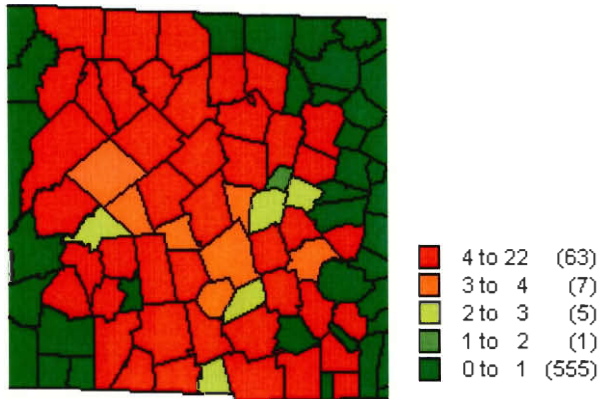 4 to 22 (63)
3 to 4 (7)
2 to 3 (5)
1 to 2 (1)
0 to 1 (555)